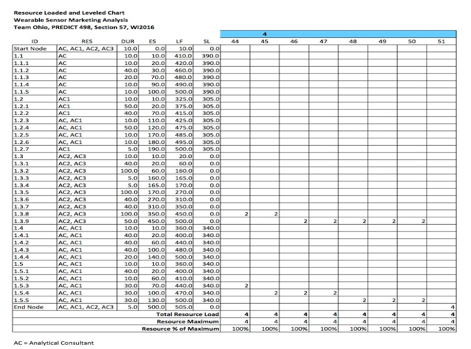 Resource Loaded and Leveled Chart
Wearable Sensor Marketing Analysis
Team Ohio, PREDICT 498, Section 57, WI2016
4
ID RES DUR ES LF SL 44 45 46 47 48 49 50 51
Start Node AC, AC1, AC2, AC3 10.0 0.0 10.0 0.0
1.1 AC 10.0 10.0 410.0 390.0
1.1.1 AC 10.0 20.0 420.0 390.0
1.1.2 AC 40.0 30.0 460.0 390.0
1.1.3 AC 20.0 70.0 480.0 390.0
1.1.4 AC 10.0 90.0 490.0 390.0
1.1.5 AC 10.0 100.0 500.0 390.0
1.2 AC1 10.0 10.0 325.0 305.0
1.2.1 AC1 50.0 20.0 375.0 305.0
1.2.2 AC1 40.0 70.0 415.0 305.0
1.2.3 AC, AC1 10.0 110.0 425.0 305.0
1.2.4 AC, AC1 50.0 120.0 475.0 305.0
1.2.5 AC, AC1 10.0 170.0 485.0 305.0
1.2.6 AC, AC1 10.0 180.0 495.0 305.0
1.2.7 AC1 5.0 190.0 500.0 305.0
1.3 AC2, AC3 10.0 10.0 20.0 0.0
1.3.1 AC2, AC3 40.0 20.0 60.0 0.0
1.3.2 AC2, AC3 100.0 60.0 160.0 0.0
1.3.3 AC2, AC3 5.0 160.0 165.0 0.0
1.3.4 AC2, AC3 5.0 165.0 170.0 0.0
1.3.5 AC2, AC3 100.0 170.0 270.0 0.0
1.3.6 AC2, AC3 40.0 270.0 310.0 0.0
1.3.7 AC2, AC3 40.0 310.0 350.0 0.0
1.3.8 AC2, AC3 100.0 350.0 450.0 0.0 2 2
1.3.9 AC2, AC3 50.0 450.0 500.0 0.0 2 2 2 2 2
1.4 AC, AC1 10.0 10.0 360.0 340.0
1.4.1 AC, AC1 40.0 20.0 400.0 340.0
1.4.2 AC, AC1 40.0 60.0 440.0 340.0
1.4.3 AC, AC1 40.0 100.0 480.0 340.0
1.4.4 AC, AC1 20.0 140.0 500.0 340.0
1.5 AC, AC1 10.0 10.0 360.0 340.0
1.5.1 AC, AC1 40.0 20.0 400.0 340.0
1.5.2 AC, AC1 10.0 60.0 410.0 340.0
1.5.3 AC, AC1 30.0 70.0 440.0 340.0 2
1.5.4 AC, AC1 30.0 100.0 470.0 340.0 2 2 2
1.5.5 AC, AC1 30.0 130.0 500.0 340.0 2 2 2
End Node AC, AC1, AC2, AC3 5.0 500.0 505.0 0.0 4
Total Resource Load 4 4 4 4 4 4 4 4
Resource Maximum 4 4 4 4 4 4 4 4
Resource % of Maximum 100% 100% 100% 100% 100% 100% 100% 100%
AC = Analytical Consultant